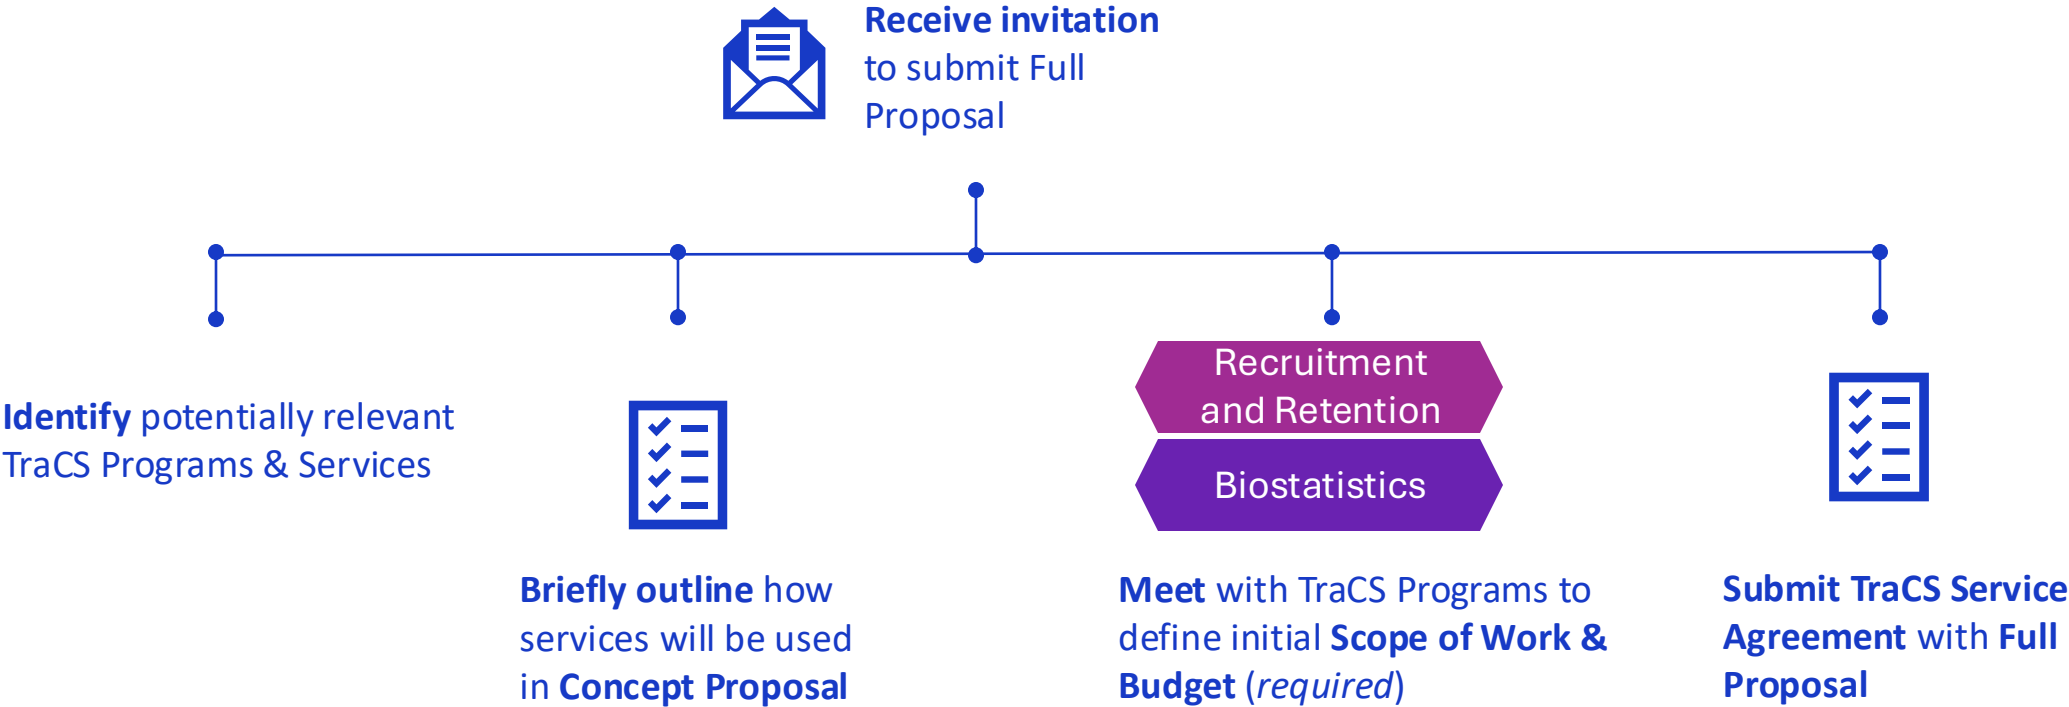 Receive invitation
to submit Full
Proposal
Identify potentially relevant
TraCS Programs & Services
Briefly outline how
services will be used
in Concept Proposal
Recruitment
and Retention
Biostatistics
Meet with TraCS Programs to
define initial Scope of Work &
Budget (required)
Submit TraCS Service
Agreement with Full
Proposal